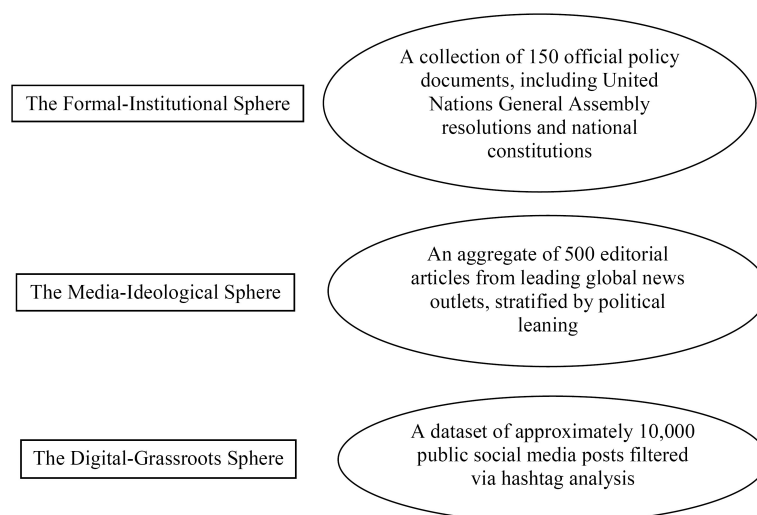 The Formal-Institutional Sphere
A collection of 150 official policy
documents, including United
Nations General Assembly
resolutions and national
constitutions
The Media-Ideological Sphere
An aggregate of 500 editorial
articles from leading global news
outlets, stratified by political
leaning
The Digital-Grassroots Sphere
A dataset of approximately 10,000
public social media posts filtered
via hashtag analysis